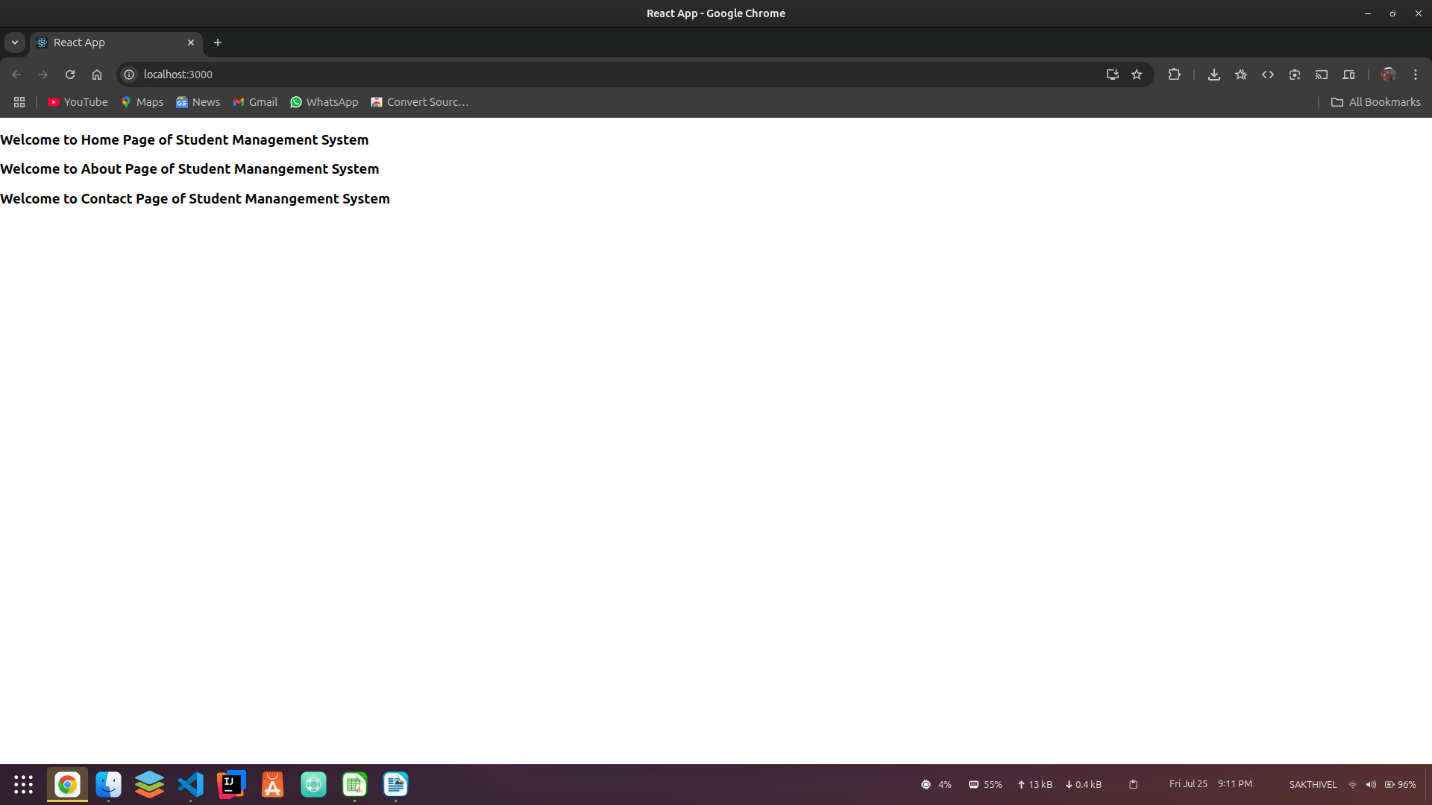 React App - Google Chrome
React App
localhost:3000
YouTube Maps News Gmail WhatsApp Convert Sourc... All Bookmarks
Welcome to Home Page of Student Management System
Welcome to About Page of Student Manangement System
Welcome to Contact Page of Student Manangement System
IJ
4% 55% 13 kB 0.4 kB Fri Jul 25 9:11 PM SAKTHIVEL 96%